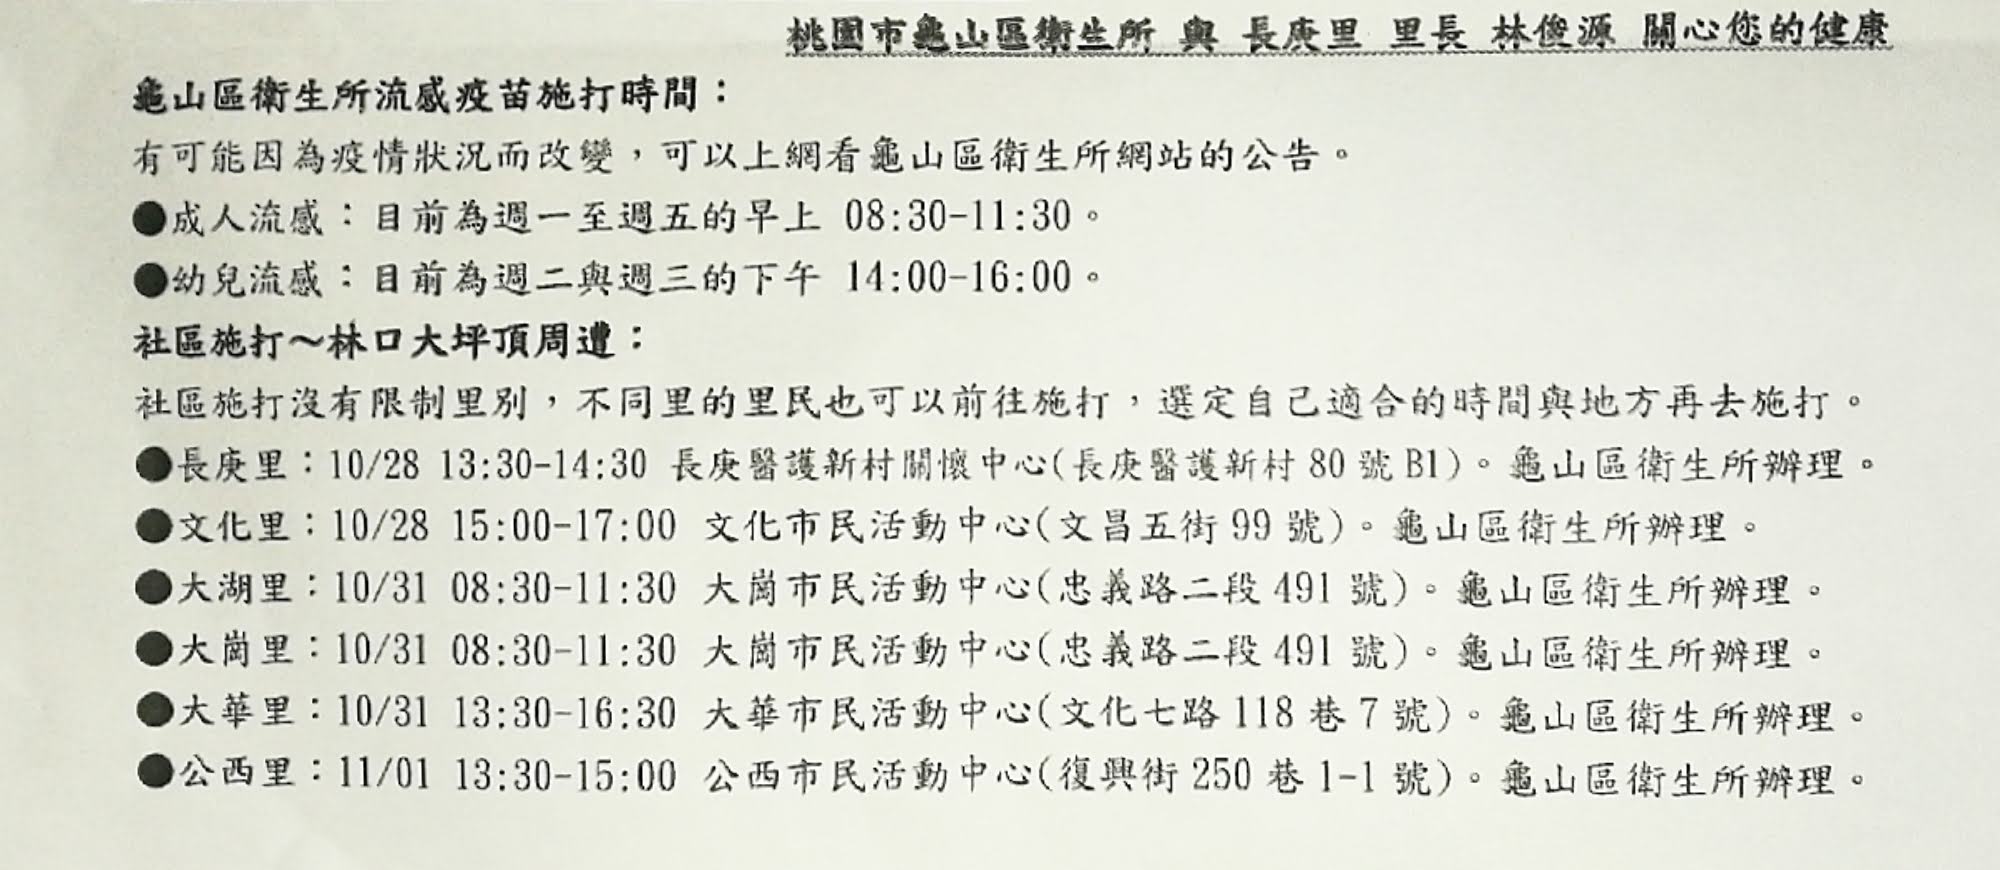 桃園市龜山區衛生所 與 長庚里 里長 林俊源 關心您的健康
龜山區衛生所流感疫苗施打時間：
有可能因為疫情狀況而改變，可以上網看龜山區衛生所網站的公告。
●成人流感：目前為週一至週五的早上 08:30-11:30。
●幼兒流感：目前為週二與週三的下午 14:00-16:00。
社區施打～林口大坪頂周遭：
社區施打沒有限制里別，不同里的里民也可以前往施打，選定自己適合的時間與地方再去施打。
●長庚里：10/28 13:30-14:30 長庚醫護新村關懷中心(長庚醫護新村 80 號 B1)。龜山區衛生所辦理。
●文化里：10/28 15:00-17:00 文化市民活動中心(文昌五街 99 號)。龜山區衛生所辦理。
●大湖里：10/31 08:30-11:30 大崗市民活動中心(忠義路二段 491 號)。龜山區衛生所辦理。
●大崗里：10/31 08:30-11:30 大崗市民活動中心(忠義路二段 491 號)。龜山區衛生所辦理。
●大華里：10/31 13:30-16:30 大華市民活動中心(文化七路 118 巷 7 號)。龜山區衛生所辦理。
●公西里：11/01 13:30-15:00 公西市民活動中心(復興街 250 巷 1-1 號)。龜山區衛生所辦理。